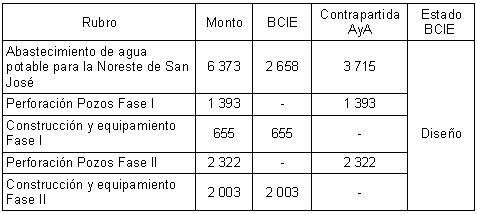 Rubro Monto BCIE Contrapartida AyA Estado BCIE
Abastecimiento de agua
potable para la Noreste de San
José 6 373 2 658 3 715
Perforación Pozos Fase I 1 393 - 1 393
Construcción y equipamiento
Fase I 655 655 -
Perforación Pozos Fase II 2 322 - 2 322
Construcción y equipamiento
Fase II 2 003 2 003 -
Diseño